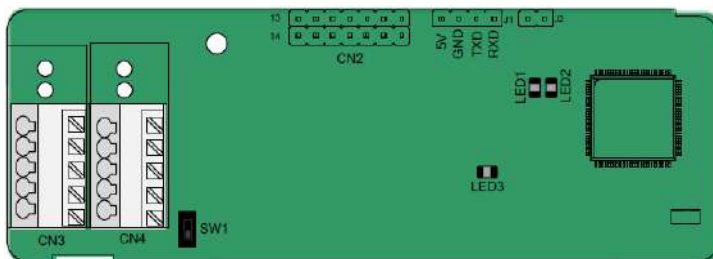 13
14
CN2
5V
GND
TXD
RXD
J1
J2
LED1
LED2
LED3
CN3
CN4
SW1